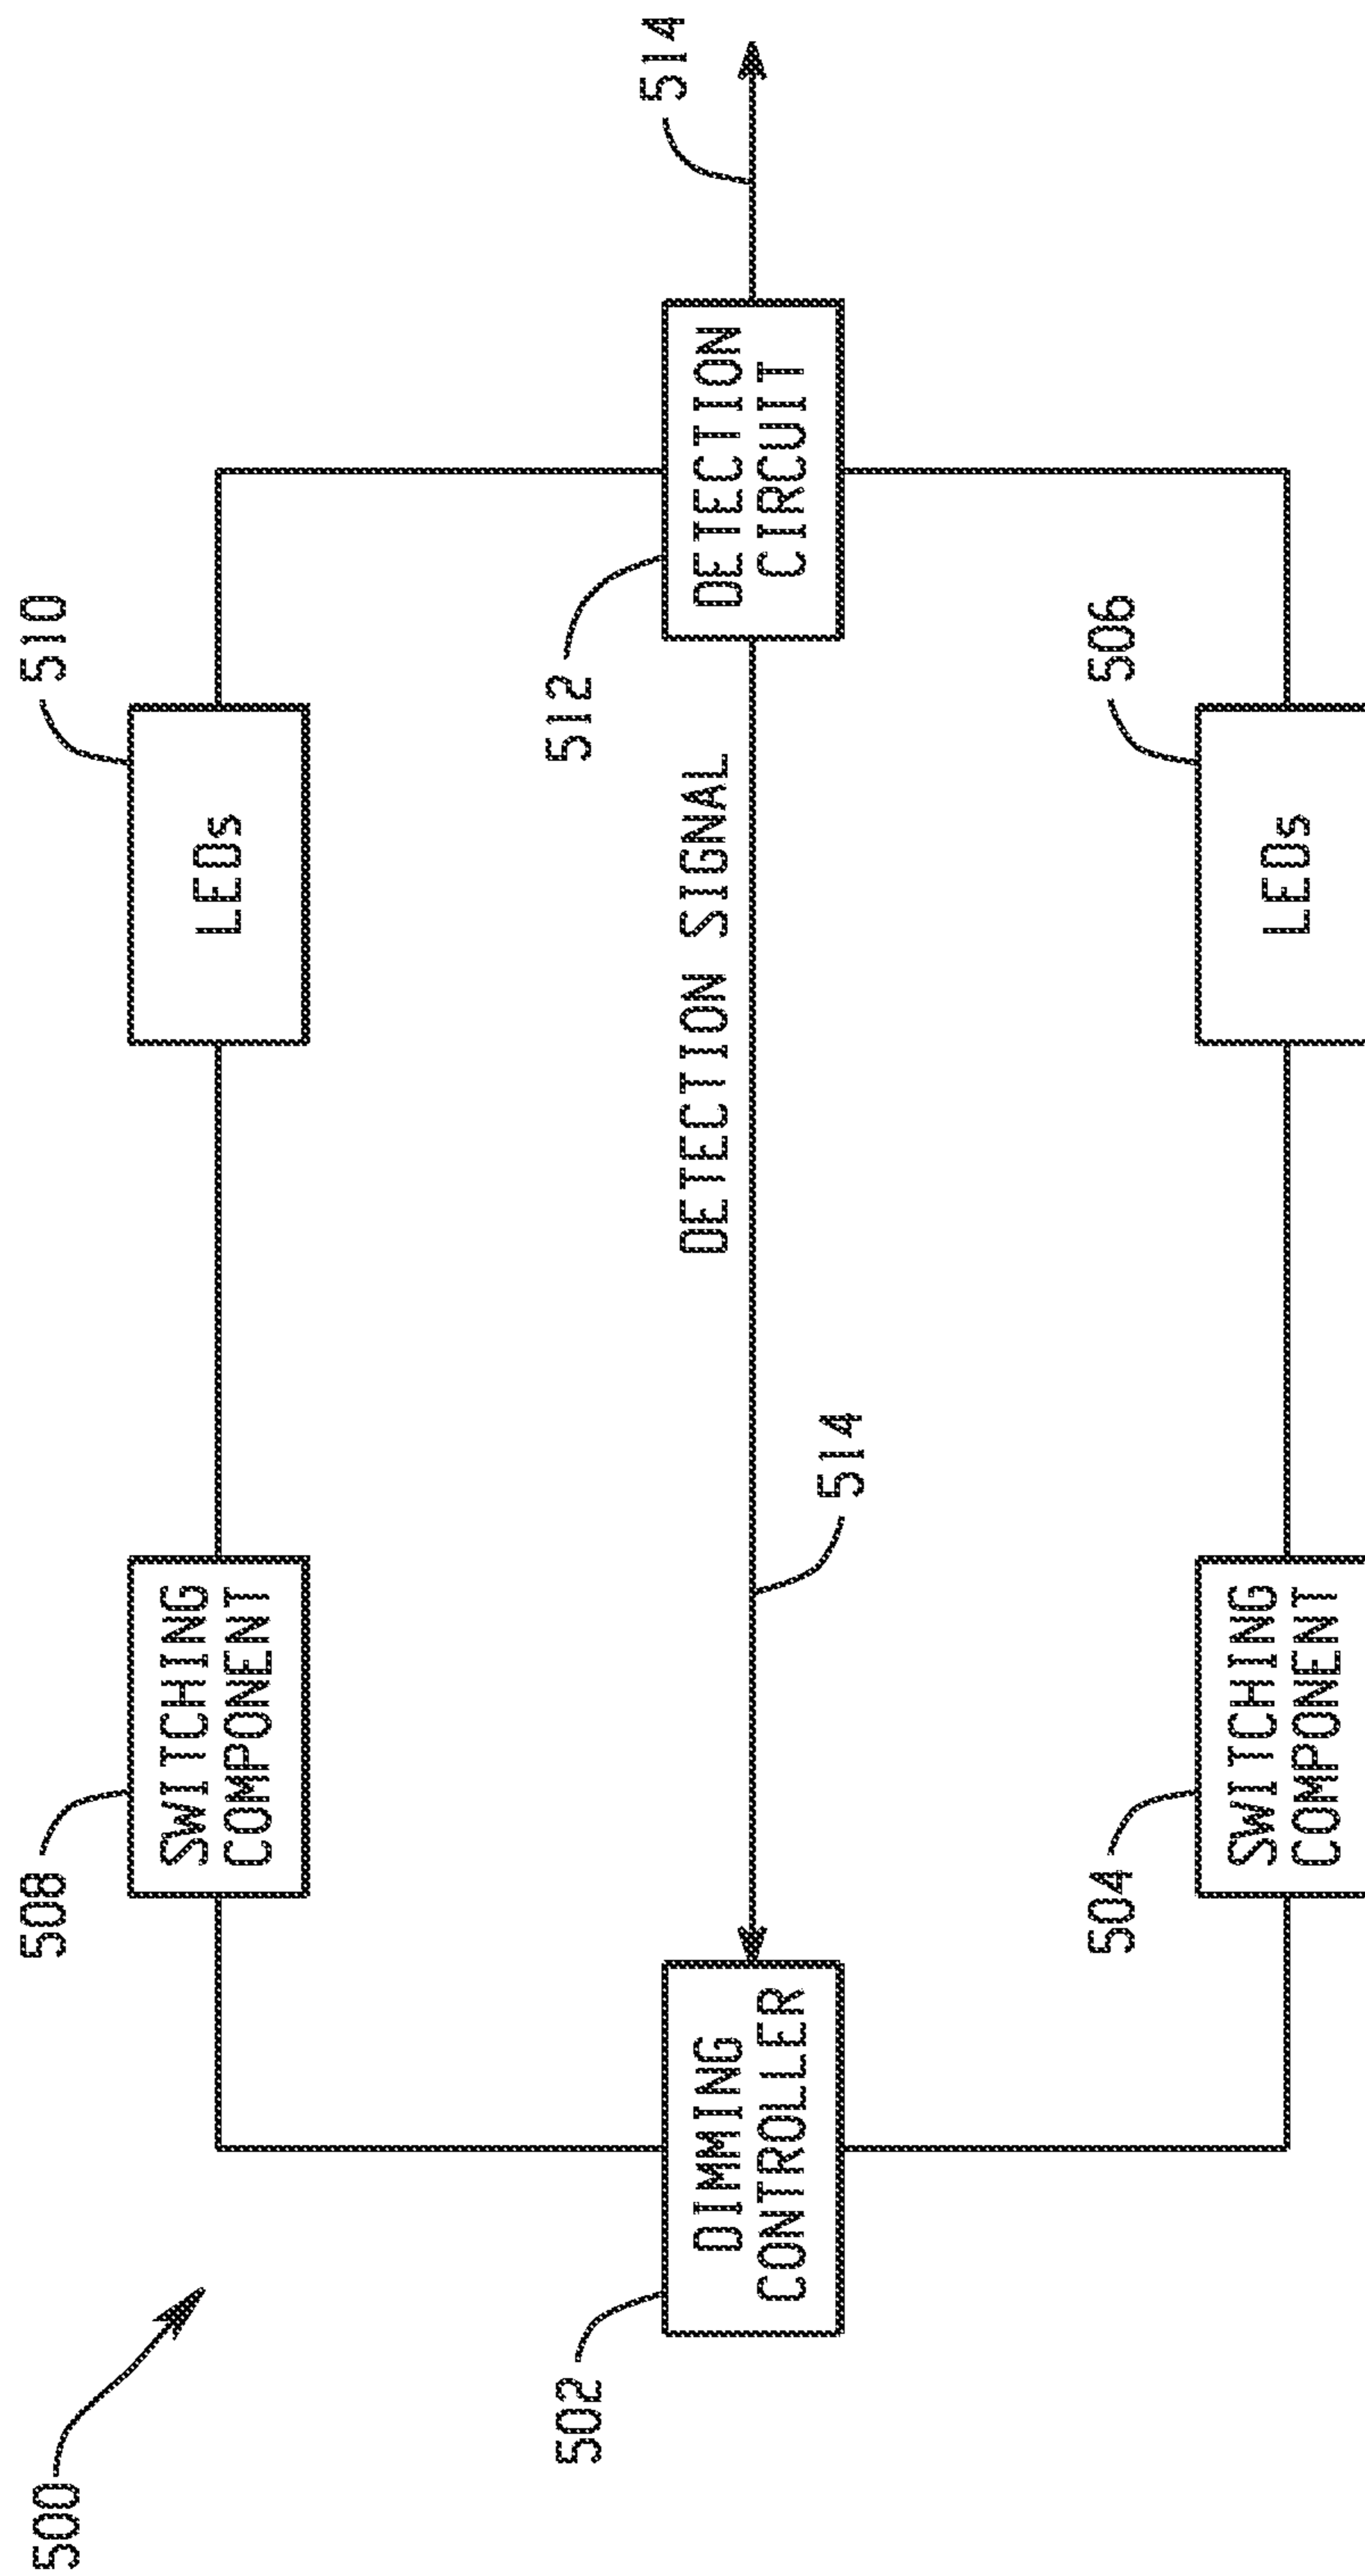 500
508
SWITCHING
COMPONENT
510
LEDs
502
DIMMING
CONTROLLER
DETECTION SIGNAL
514
512
DETECTION
CIRCUIT
514
504
SWITCHING
COMPONENT
506
LEDs